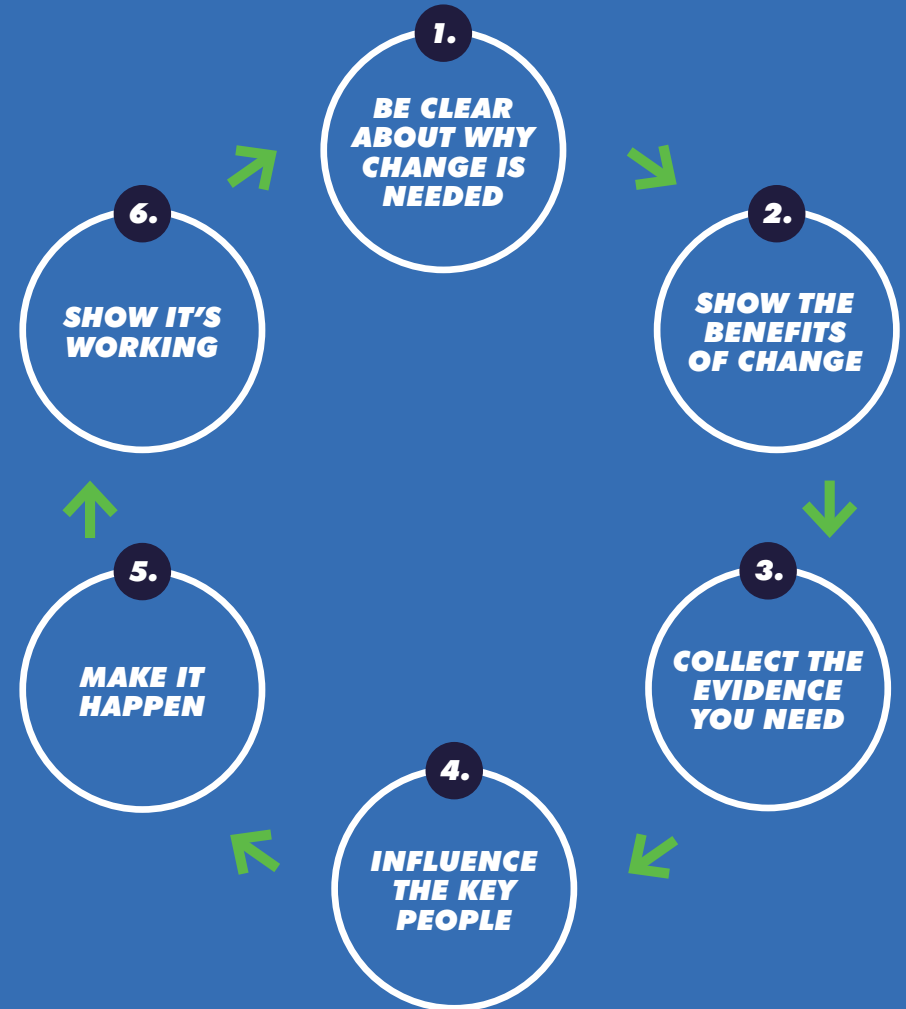 1.
BE CLEAR
ABOUT WHY
CHANGE IS
NEEDED
2.
SHOW THE
BENEFITS
OF CHANGE
3.
COLLECT THE
EVIDENCE
YOU NEED
4.
INFLUENCE
THE KEY
PEOPLE
5.
MAKE IT
HAPPEN
6.
SHOW IT’S
WORKING